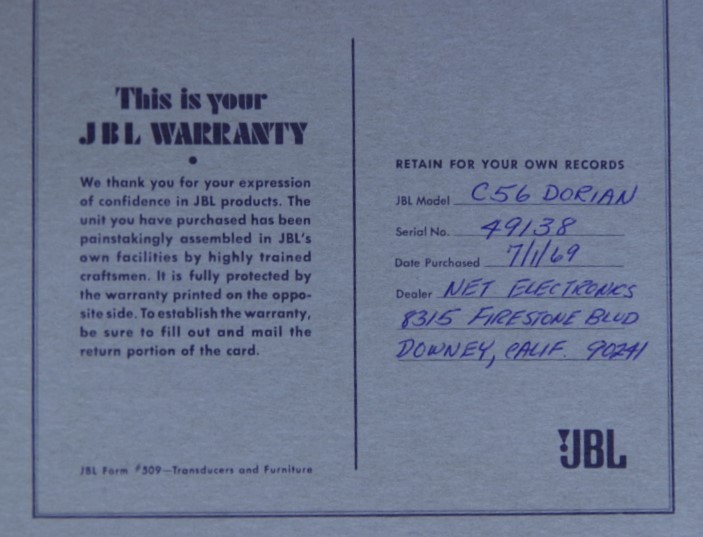 This is your
JBL WARRANTY
•
We thank you for your expression
of confidence in JBL products. The
unit you have purchased has been
painstakingly assembled in JBL's
own facilities by highly trained
craftsmen. It is fully protected by
the warranty printed on the oppo-
site side. To establish the warranty,
be sure to fill out and mail the
return portion of the card.
JBL Form #509—Transducers and Furniture
RETAIN FOR YOUR OWN RECORDS
JBL Model C56 DORIAN
Serial No. 49138
Date Purchased 7/1/69
Dealer NET ELECTRONICS
8315 FIRESTONE BLVD
DOWNEY, CALIF. 90241
JBL